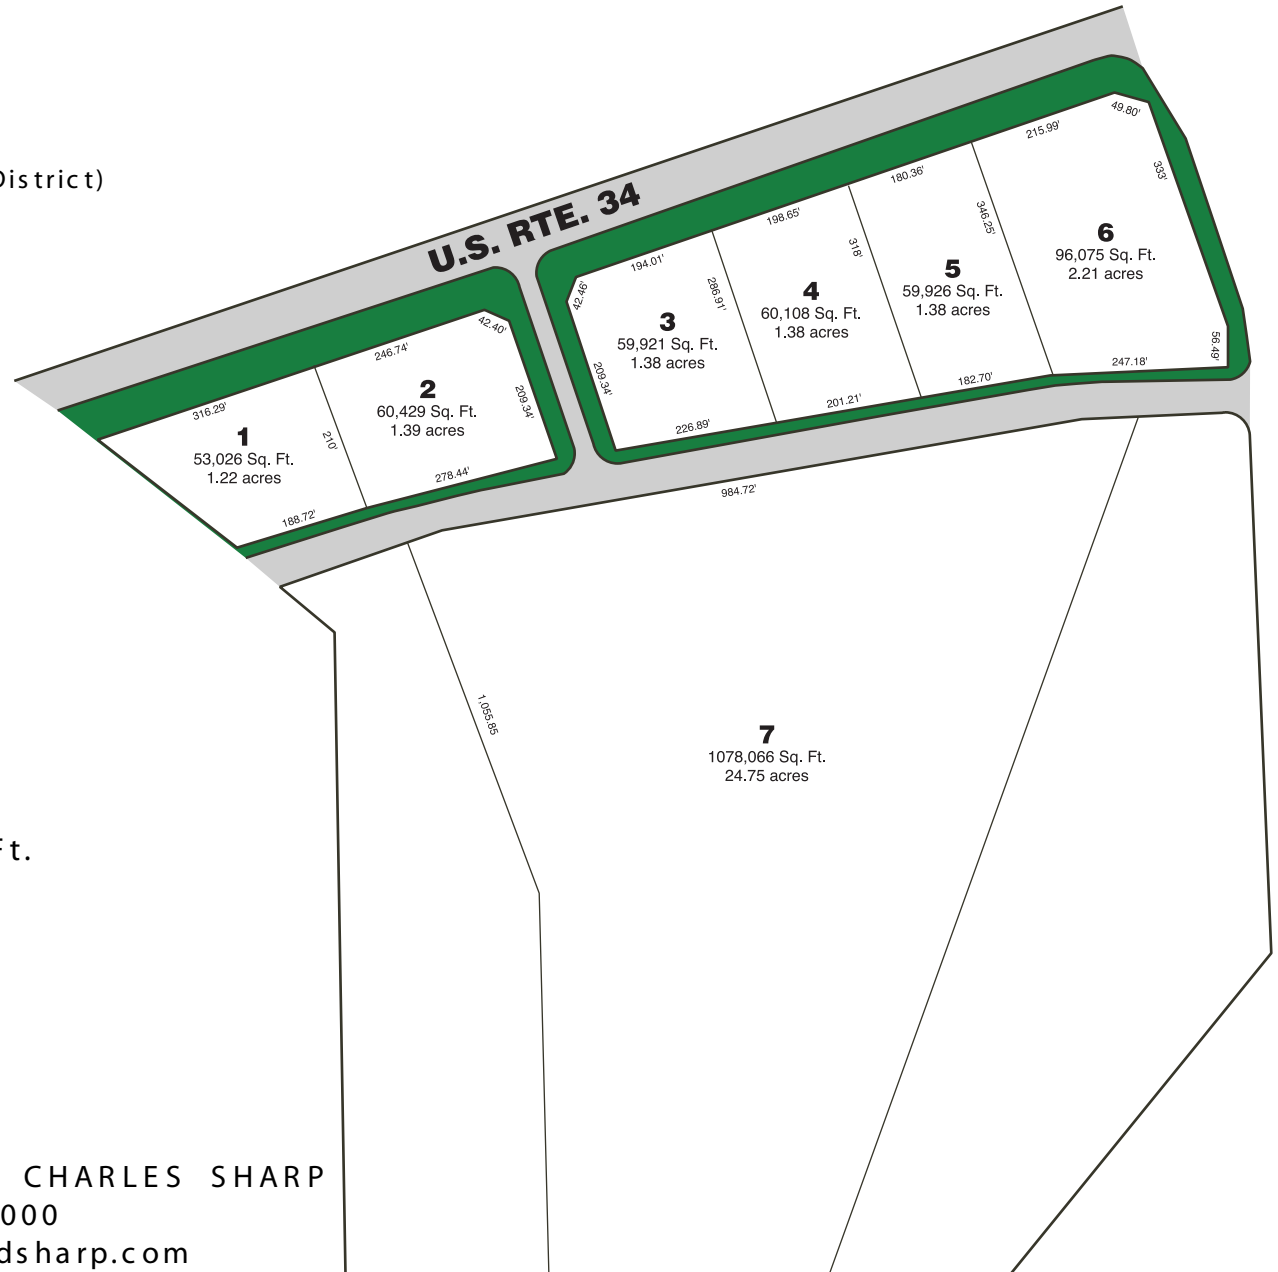 District)
U.S. RTE. 34
1
53,026 Sq. Ft.
1.22 acres
316.29'
210'
188.72'
2
60,429 Sq. Ft.
1.39 acres
246.74'
42.40'
209.34'
278.44'
3
59,921 Sq. Ft.
1.38 acres
42.46'
194.01'
286.91'
209.34'
226.89'
4
60,108 Sq. Ft.
1.38 acres
198.65'
318'
201.21'
5
59,926 Sq. Ft.
1.38 acres
180.36'
346.25'
182.70'
6
96,075 Sq. Ft.
2.21 acres
215.99'
49.80'
333'
56.49'
247.18'
984.72'
1,055.85
7
1078,066 Sq. Ft.
24.75 acres
Ft.
CHARLES SHARP
000
dsharp.com